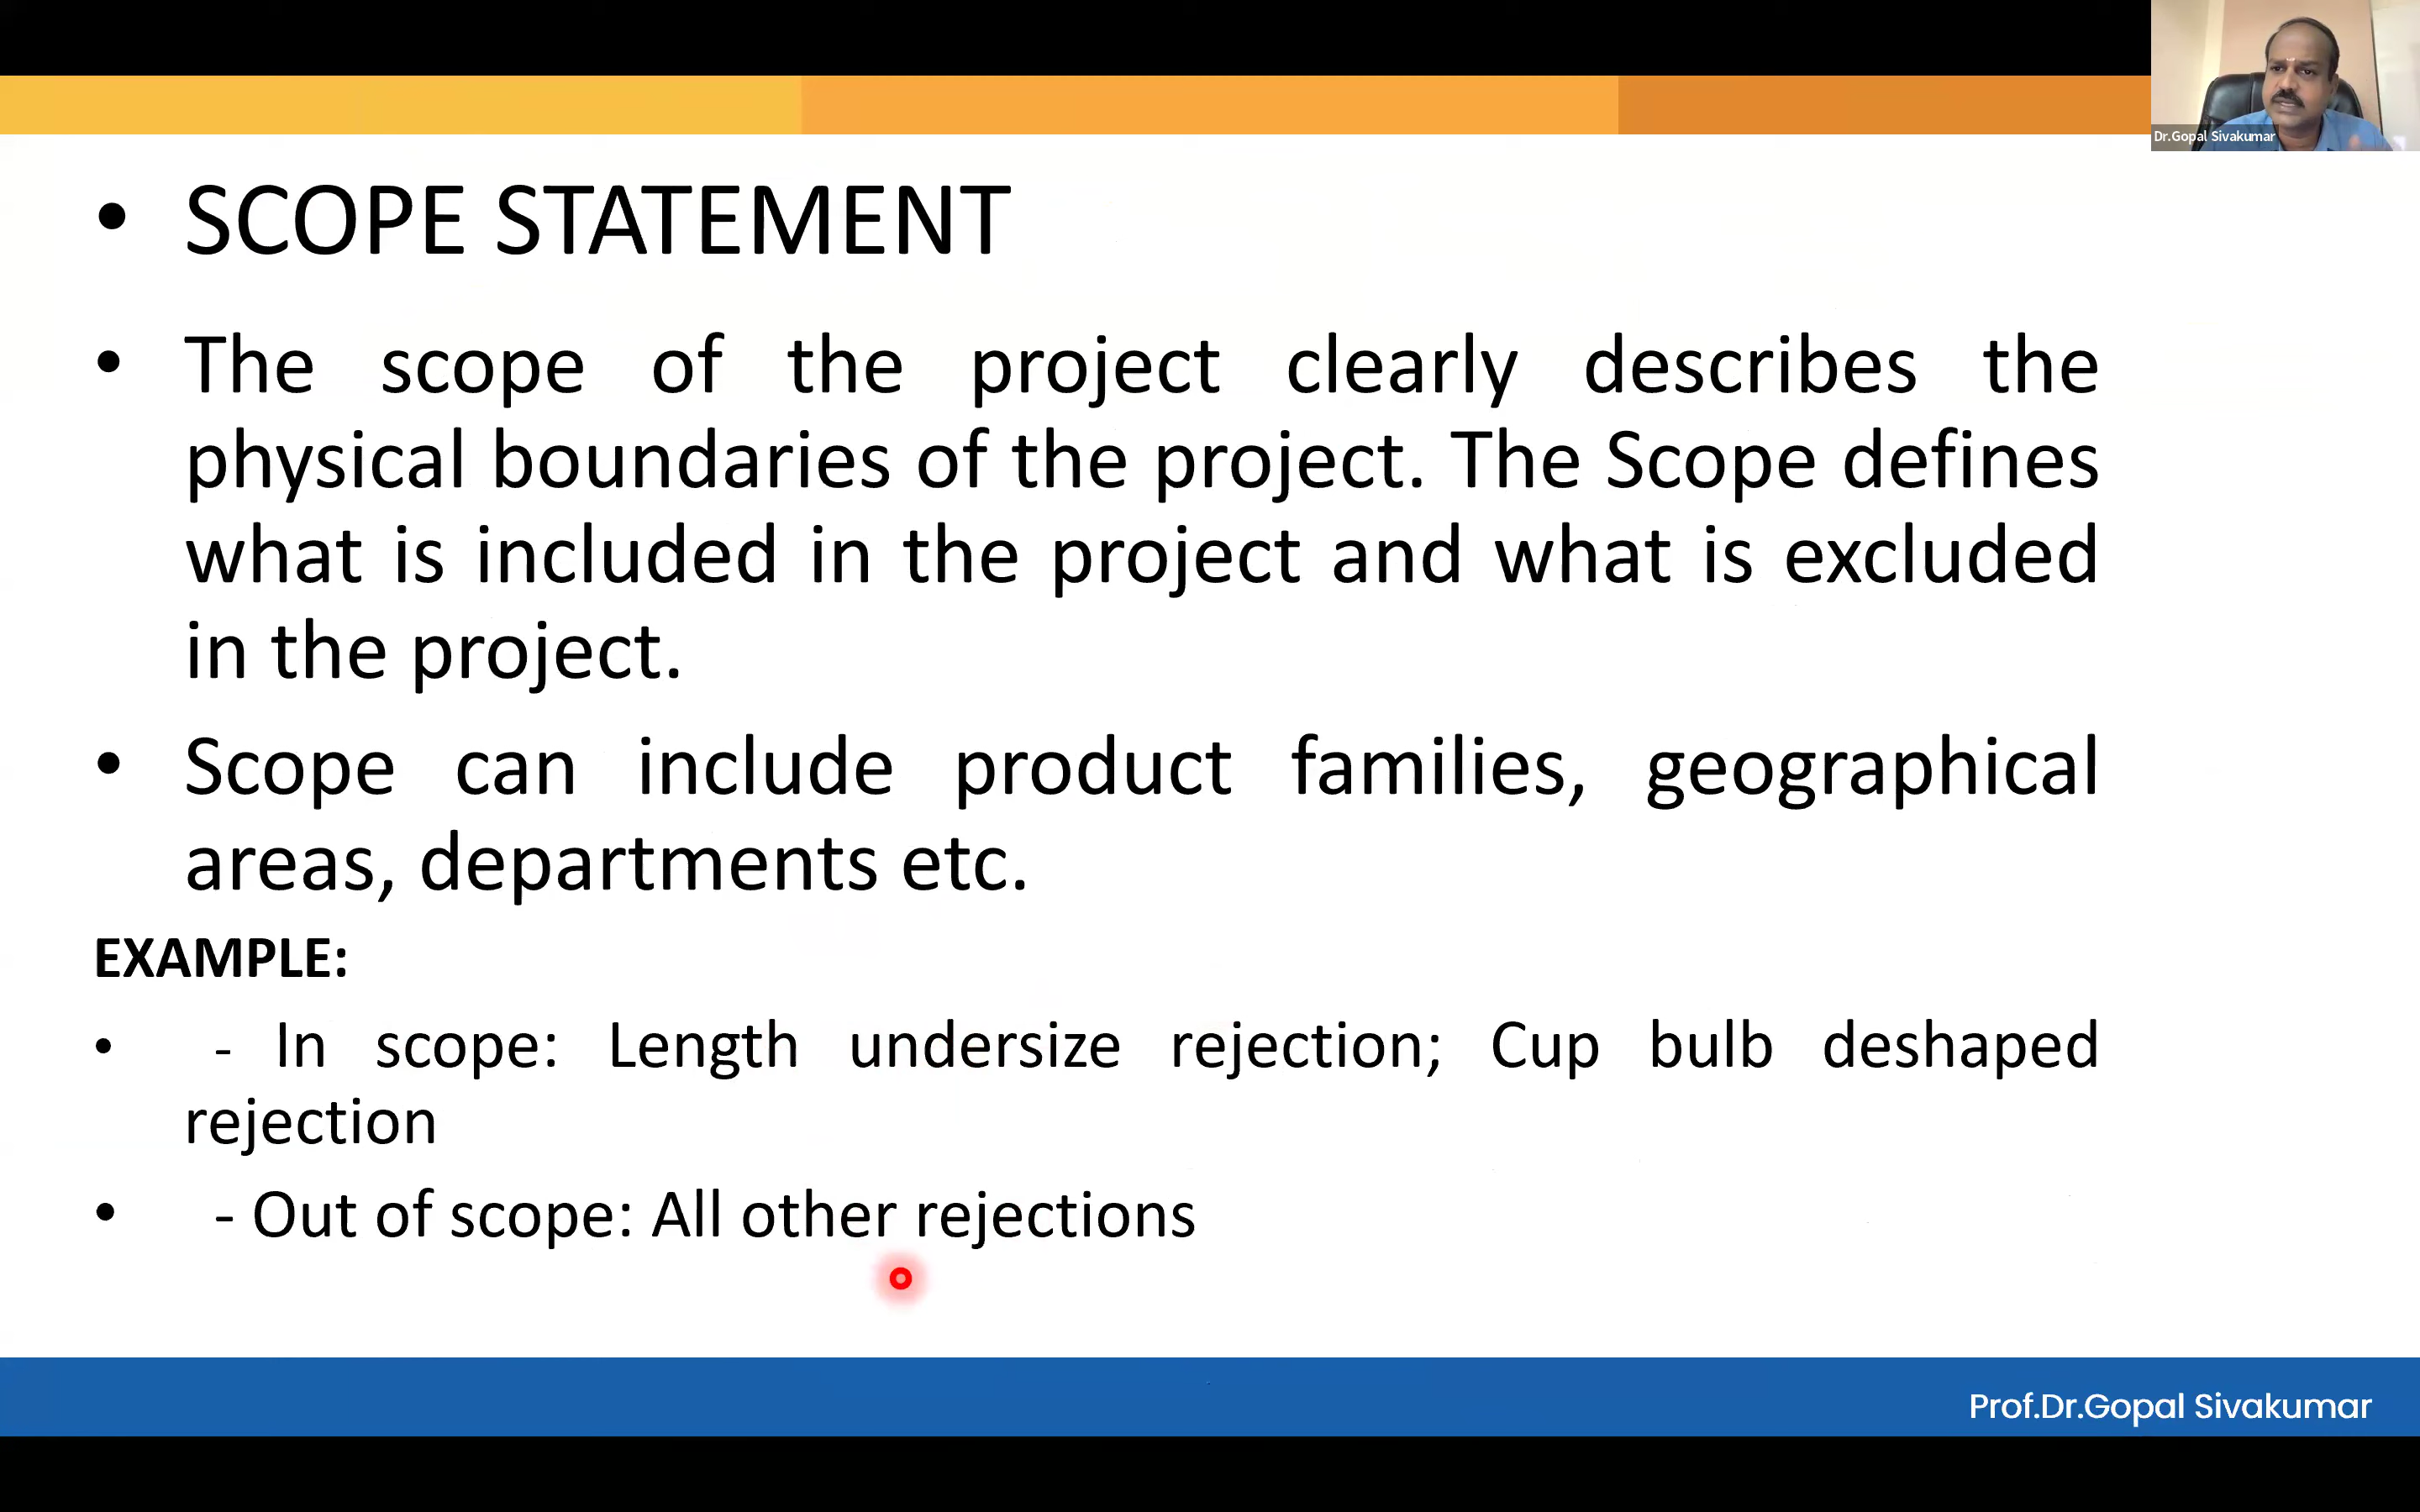 Dr.Gopal Sivakumar
• SCOPE STATEMENT
• The scope of the project clearly describes the
physical boundaries of the project. The Scope defines
what is included in the project and what is excluded
in the project.
• Scope can include product families, geographical
areas, departments etc.
EXAMPLE:
• - In scope: Length undersize rejection; Cup bulb deshaped
rejection
• - Out of scope: All other rejections
Prof.Dr.Gopal Sivakumar